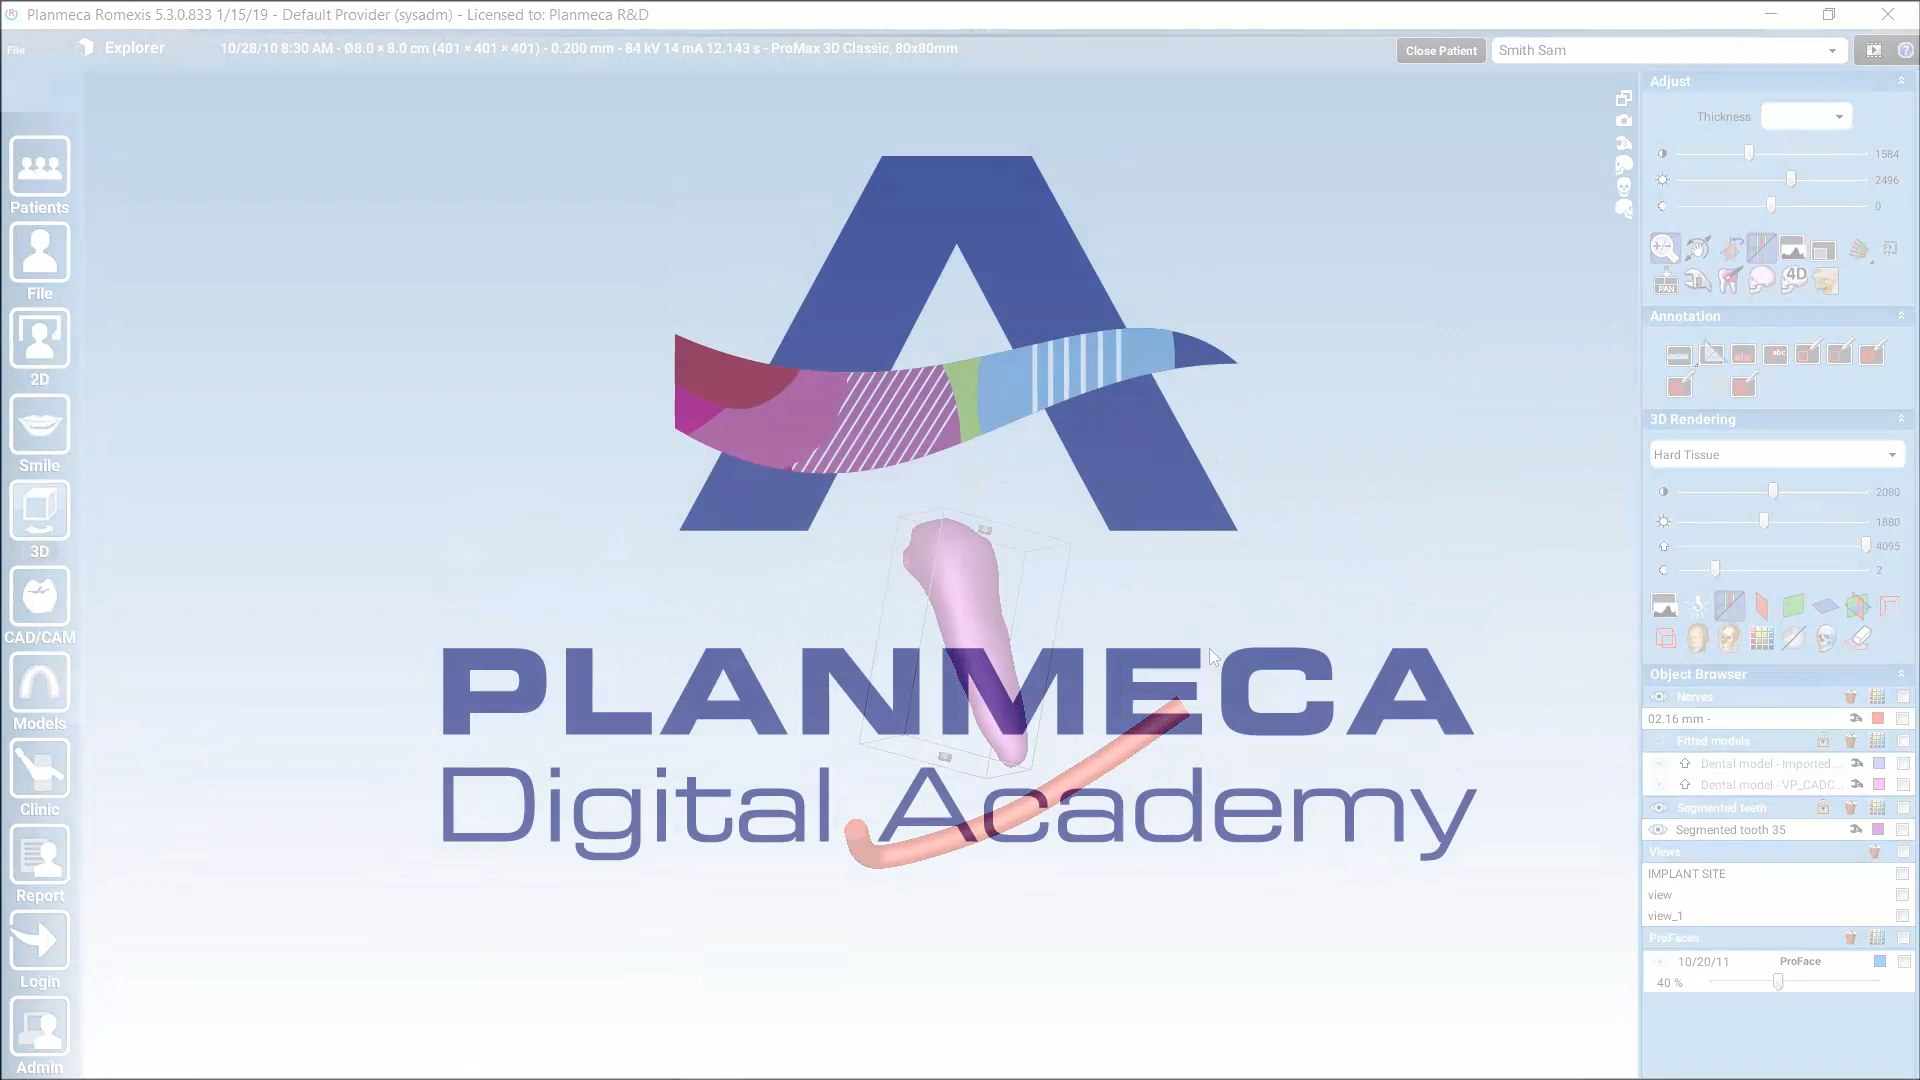 Planmeca Romexis 5.3.0.833 1/15/19 - Default Provider (sysadm) - Licensed to: Planmeca R&D
File
Explorer
10/28/10 8:30 AM - Ø8.0 × 8.0 cm (401 × 401 × 401) - 0.200 mm - 84 kV 14 mA 12.143 s - ProMax 3D Classic, 80x80mm
Close Patient
Smith Sam
Patients
File
2D
Smile
3D
CAD/CAM
Models
Clinic
Report
Login
Admin
PLANMECA
Digital Academy
Adjust
Thickness
1584
2496
0
PAN
4D
Annotation
abc
3D Rendering
Hard Tissue
2080
1880
4095
2
Object Browser
Nerves
02.16 mm -
Fitted models
Dental model - Imported ...
Dental model - VP_CADC...
Segmented teeth
Segmented tooth 35
Views
IMPLANT SITE
view
view_1
ProFaces
10/20/11 ProFace
40 %